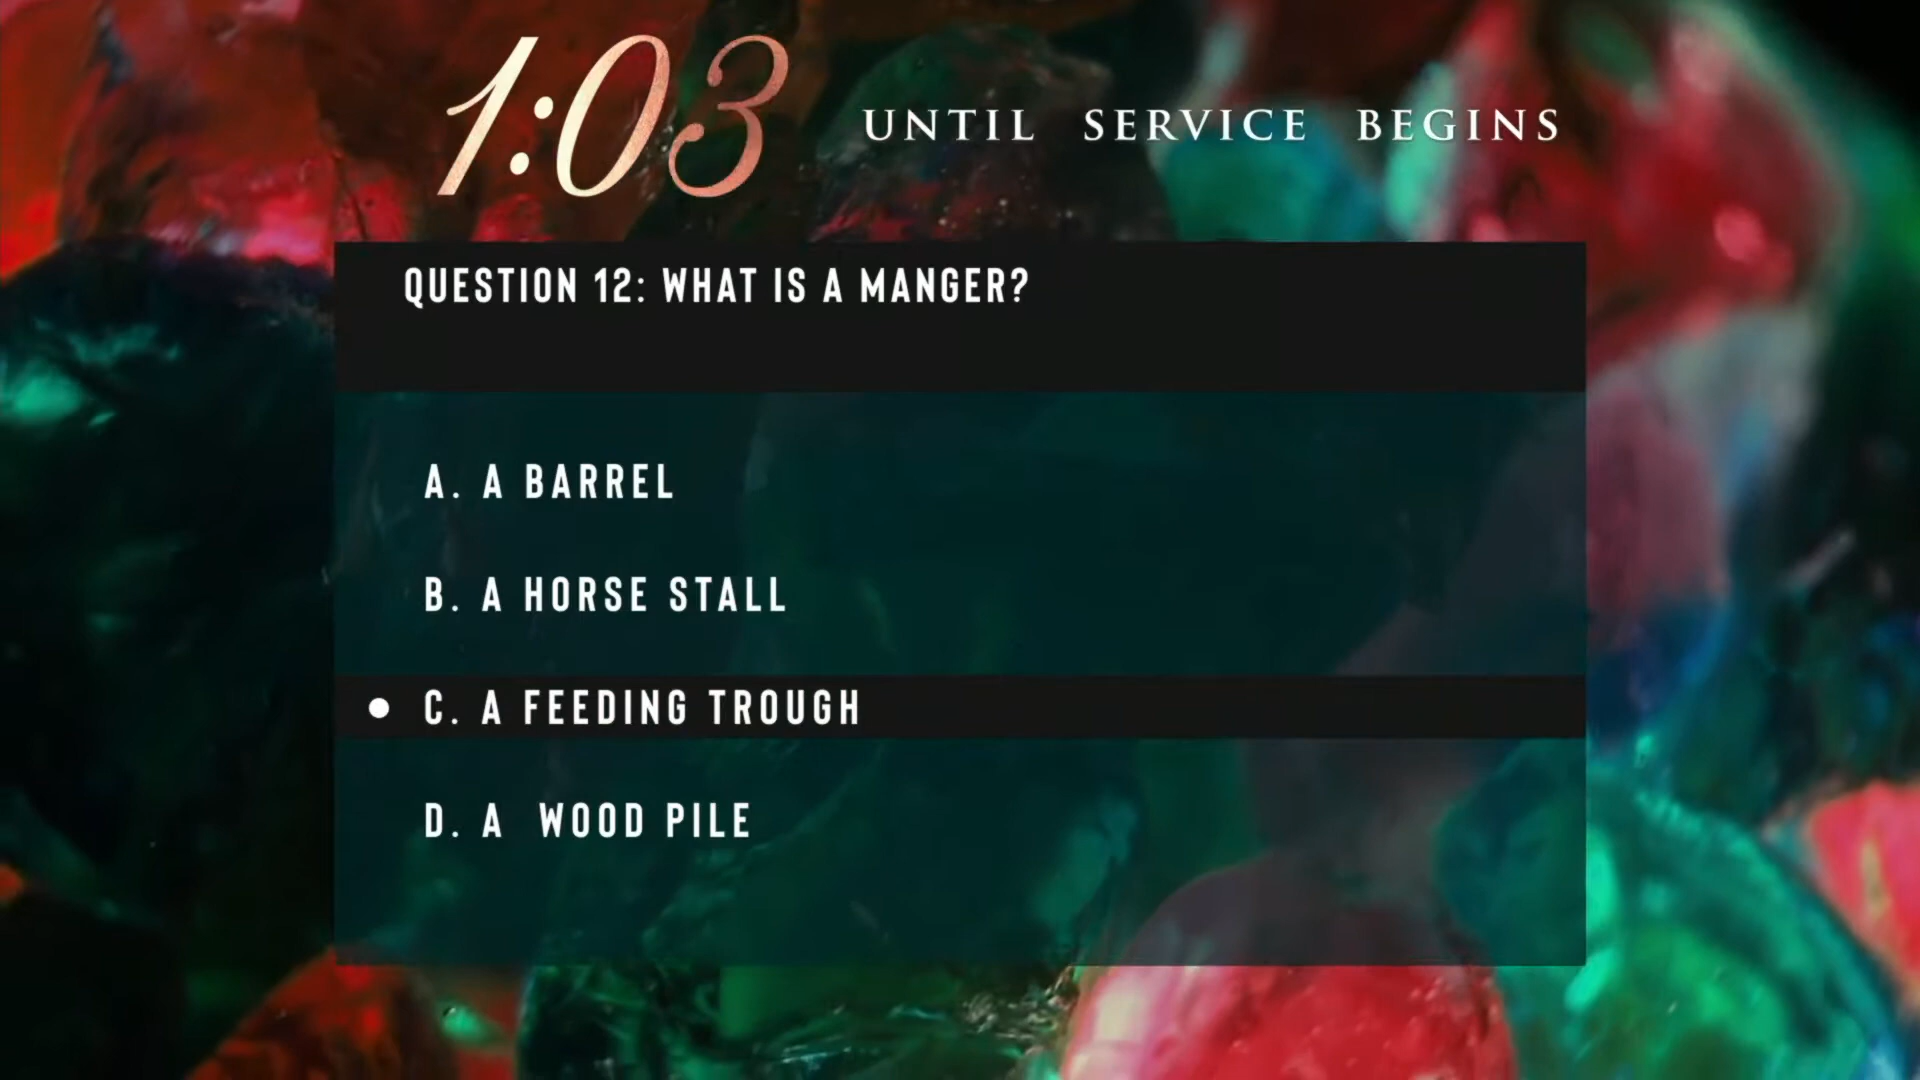 1:03 UNTIL SERVICE BEGINS
QUESTION 12: WHAT IS A MANGER?
A. A BARREL
B. A HORSE STALL
C. A FEEDING TROUGH
D. A WOOD PILE